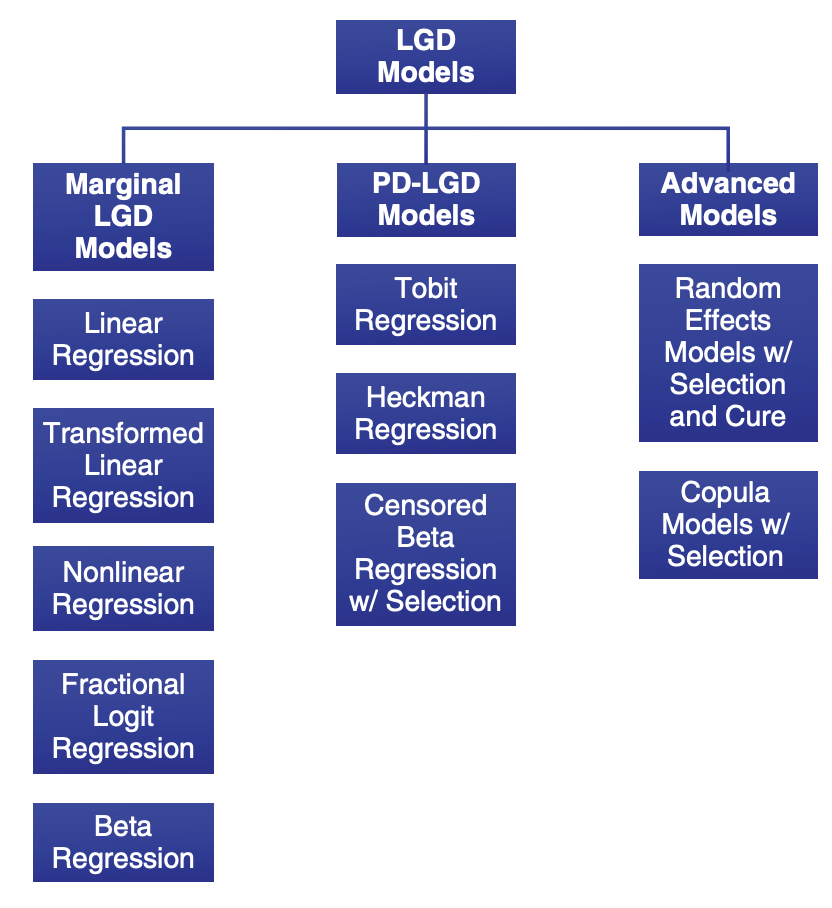 LGD
Models
Marginal
LGD
Models
Linear
Regression
Transformed
Linear
Regression
Nonlinear
Regression
Fractional
Logit
Regression
Beta
Regression
PD-LGD
Models
Tobit
Regression
Heckman
Regression
Censored
Beta
Regression
w/ Selection
Advanced
Models
Random
Effects
Models w/
Selection
and Cure
Copula
Models w/
Selection